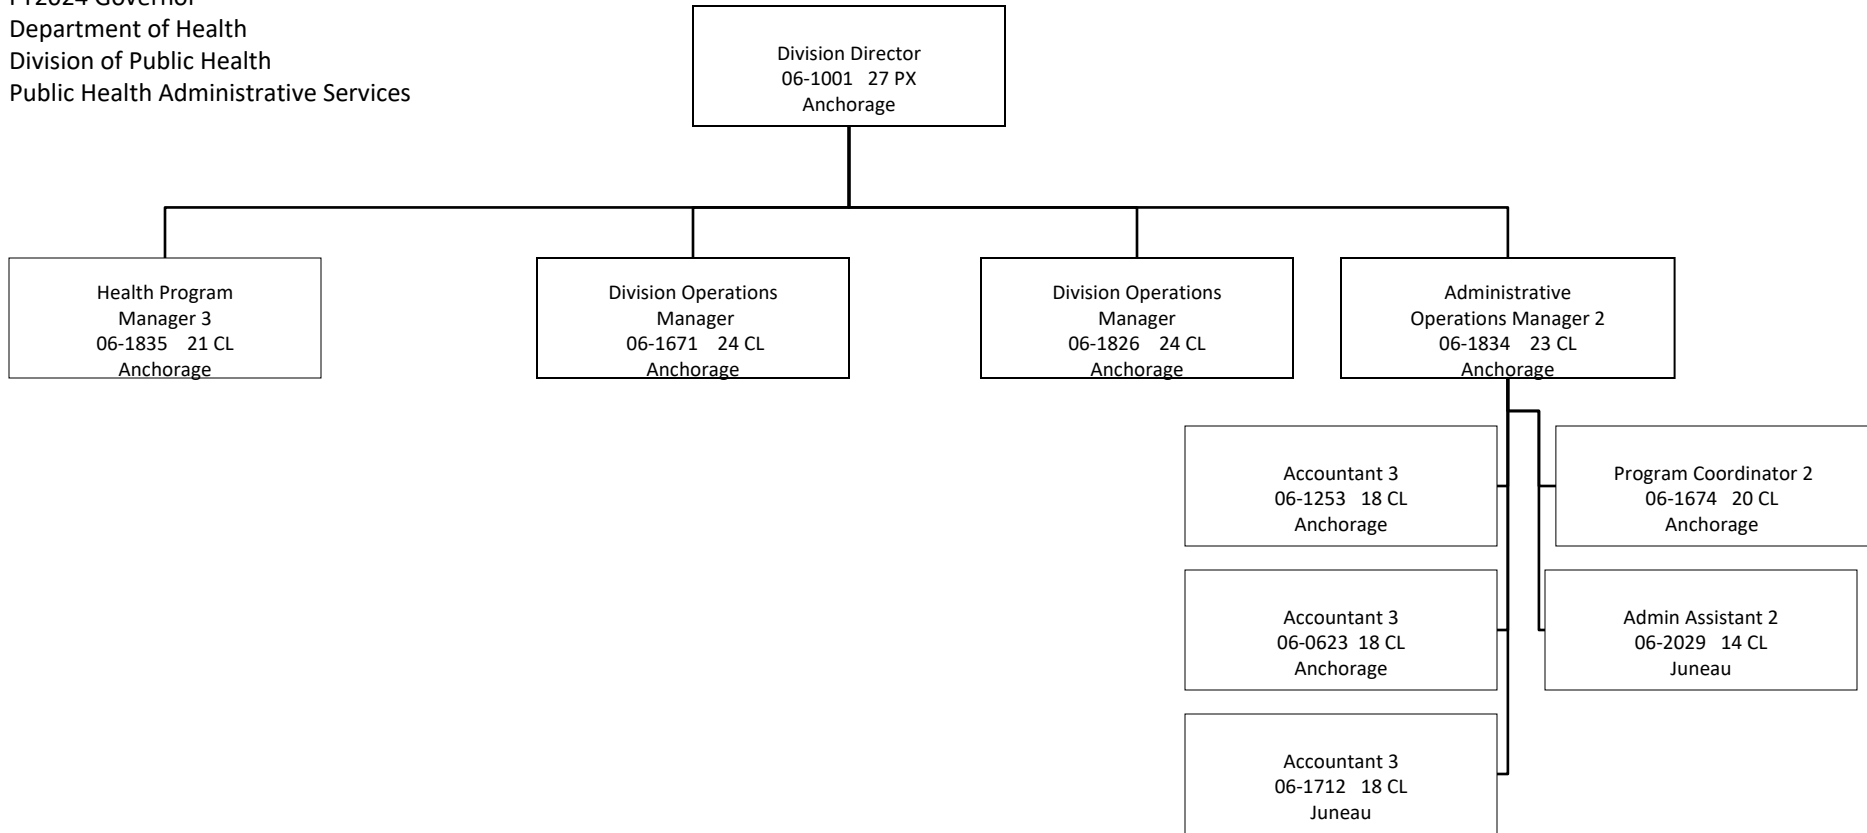 FY2024 Governor
Department of Health
Division of Public Health
Public Health Administrative Services
Division Director
06-1001 27 PX
Anchorage
Health Program
Manager 3
06-1835 21 CL
Anchorage
Division Operations
Manager
06-1671 24 CL
Anchorage
Division Operations
Manager
06-1826 24 CL
Anchorage
Administrative
Operations Manager 2
06-1834 23 CL
Anchorage
Accountant 3
06-1253 18 CL
Anchorage
Program Coordinator 2
06-1674 20 CL
Anchorage
Accountant 3
06-0623 18 CL
Anchorage
Admin Assistant 2
06-2029 14 CL
Juneau
Accountant 3
06-1712 18 CL
Juneau